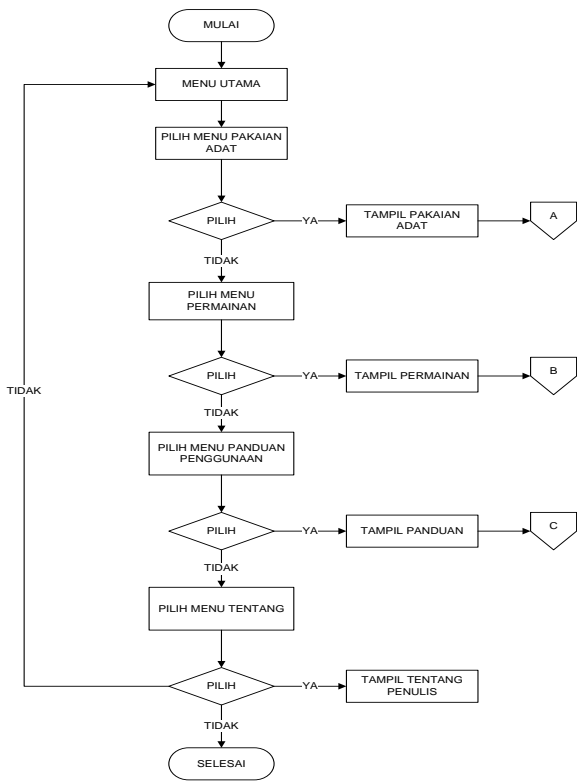 MULAI
MENU UTAMA
PILIH MENU PAKAIAN
ADAT
PILIH
YA
TAMPIL PAKAIAN
ADAT
A
TIDAK
PILIH MENU
PERMAINAN
PILIH
YA
TAMPIL PERMAINAN
B
TIDAK
TIDAK
PILIH MENU PANDUAN
PENGGUNAAN
PILIH
YA
TAMPIL PANDUAN
C
TIDAK
PILIH MENU TENTANG
PILIH
YA
TAMPIL TENTANG
PENULIS
TIDAK
SELESAI